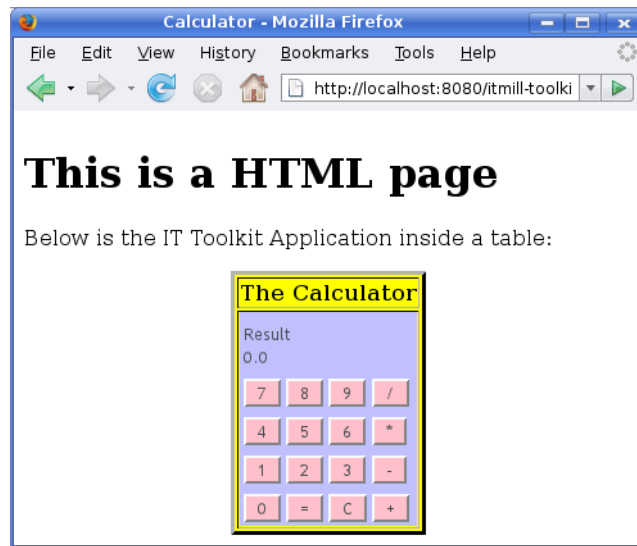 Calculator - Mozilla Firefox
File Edit View History Bookmarks Tools Help
http://localhost:8080/itmill-toolki
This is a HTML page
Below is the IT Toolkit Application inside a table:
The Calculator
Result
0.0
7 8 9 /
4 5 6 *
1 2 3 -
0 = C +